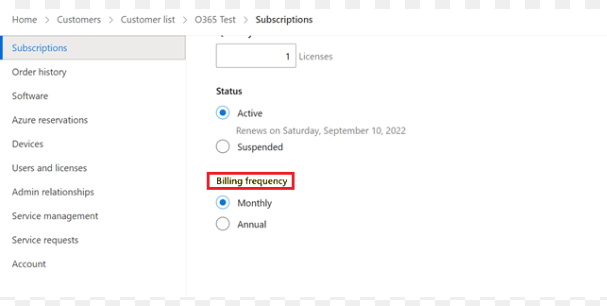 Home > Customers > Customer list > O365 Test > Subscriptions
Subscriptions
Order history
Software
Azure reservations
Devices
Users and licenses
Admin relationships
Service management
Service requests
Account
1 Licenses
Status
Active
Renews on Saturday, September 10, 2022
Suspended
Billing frequency
Monthly
Annual